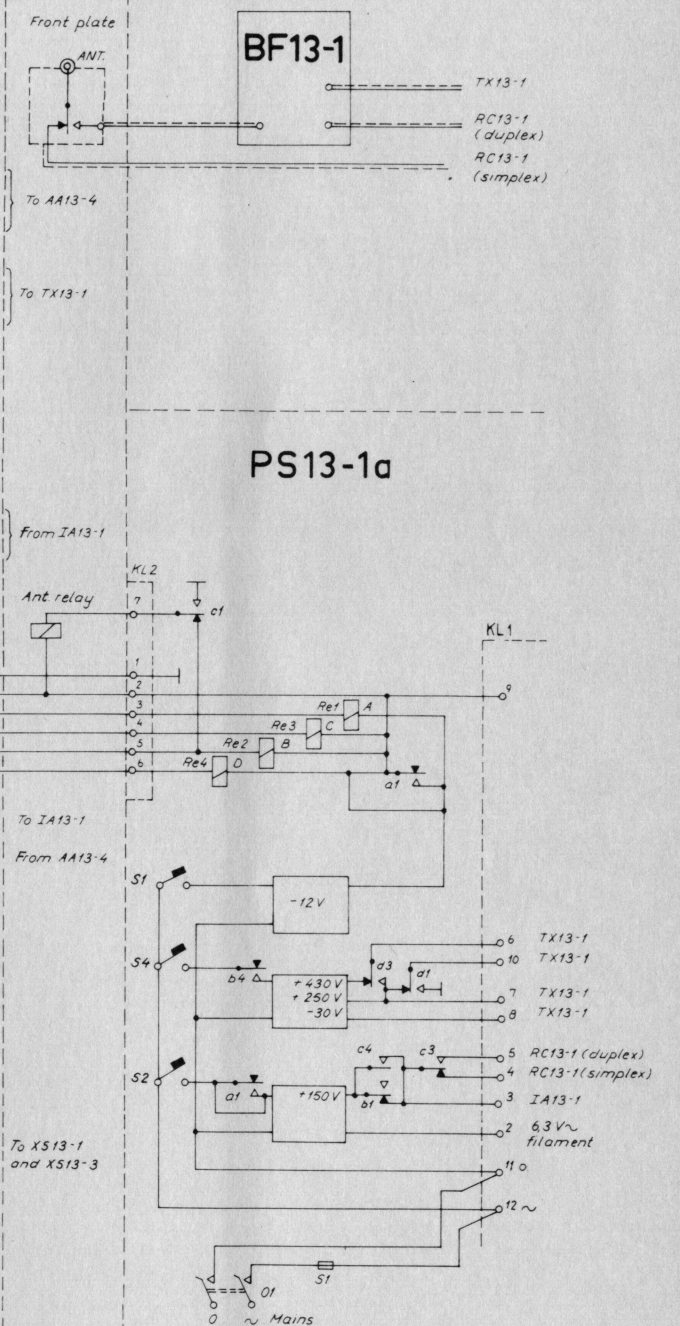 Front plate
ANT.
BF13-1
TX13-1
RC13-1
(duplex)
RC13-1
(simplex)
To AA13-4
To TX13-1
PS13-1a
From IA13-1
KL2
Ant. relay
7
c1
KL1
1
2
9
3
Re1 A
4
Re3 C
5
Re2 B
6
Re4 D
a1
To IA13-1
From AA13-4
S1
-12V
S4
b4
+430V
+250V
-30V
d3
d1
6 TX13-1
10 TX13-1
7 TX13-1
8 TX13-1
S2
a1
+150V
c4
b1
c3
5 RC13-1 (duplex)
4 RC13-1 (simplex)
3 IA13-1
2 6,3 V~
filament
To XS13-1
and XS13-3
11 0
12 ~
S1
01
0 ~ Mains